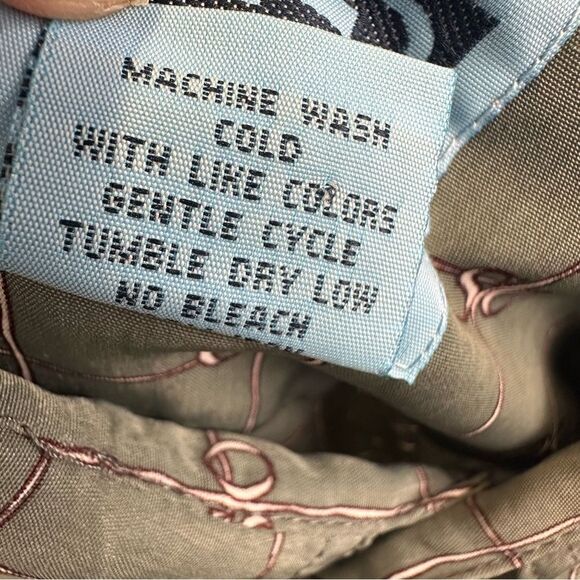 MACHINE WASH
COLD
WITH LIKE COLORS
GENTLE CYCLE
TUMBLE DRY LOW
NO BLEACH